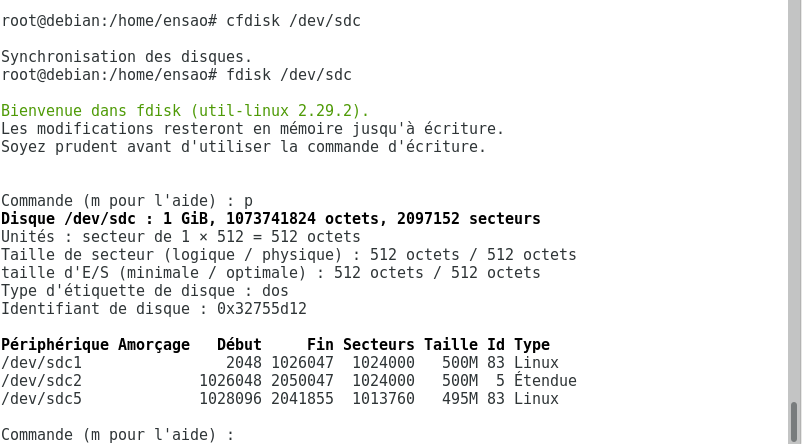 root@debian:/home/ensao# cfdisk /dev/sdc
Synchronisation des disques.
root@debian:/home/ensao# fdisk /dev/sdc
Bienvenue dans fdisk (util-linux 2.29.2).
Les modifications resteront en mémoire jusqu'à écriture.
Soyez prudent avant d'utiliser la commande d'écriture.
Commande (m pour l'aide) : p
Disque /dev/sdc : 1 GiB, 1073741824 octets, 2097152 secteurs
Unités : secteur de 1 × 512 = 512 octets
Taille de secteur (logique / physique) : 512 octets / 512 octets
taille d'E/S (minimale / optimale) : 512 octets / 512 octets
Type d'étiquette de disque : dos
Identifiant de disque : 0x32755d12
Périphérique Amorçage   Début     Fin Secteurs Taille Id Type
/dev/sdc1                2048 1026047  1024000   500M 83 Linux
/dev/sdc2             1026048 2050047  1024000   500M  5 Étendue
/dev/sdc5             1028096 2041855  1013760   495M 83 Linux
Commande (m pour l'aide) :